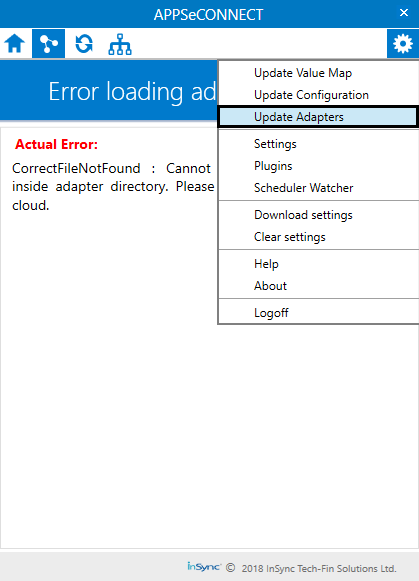 APPSeCONNECT
Error loading ad
Update Value Map
Update Configuration
Update Adapters
Settings
Plugins
Scheduler Watcher
Download settings
Clear settings
Help
About
Logoff
Actual Error:
CorrectFileNotFound : Cannot
inside adapter directory. Please
cloud.
inSync © 2018 InSync Tech-Fin Solutions Ltd.